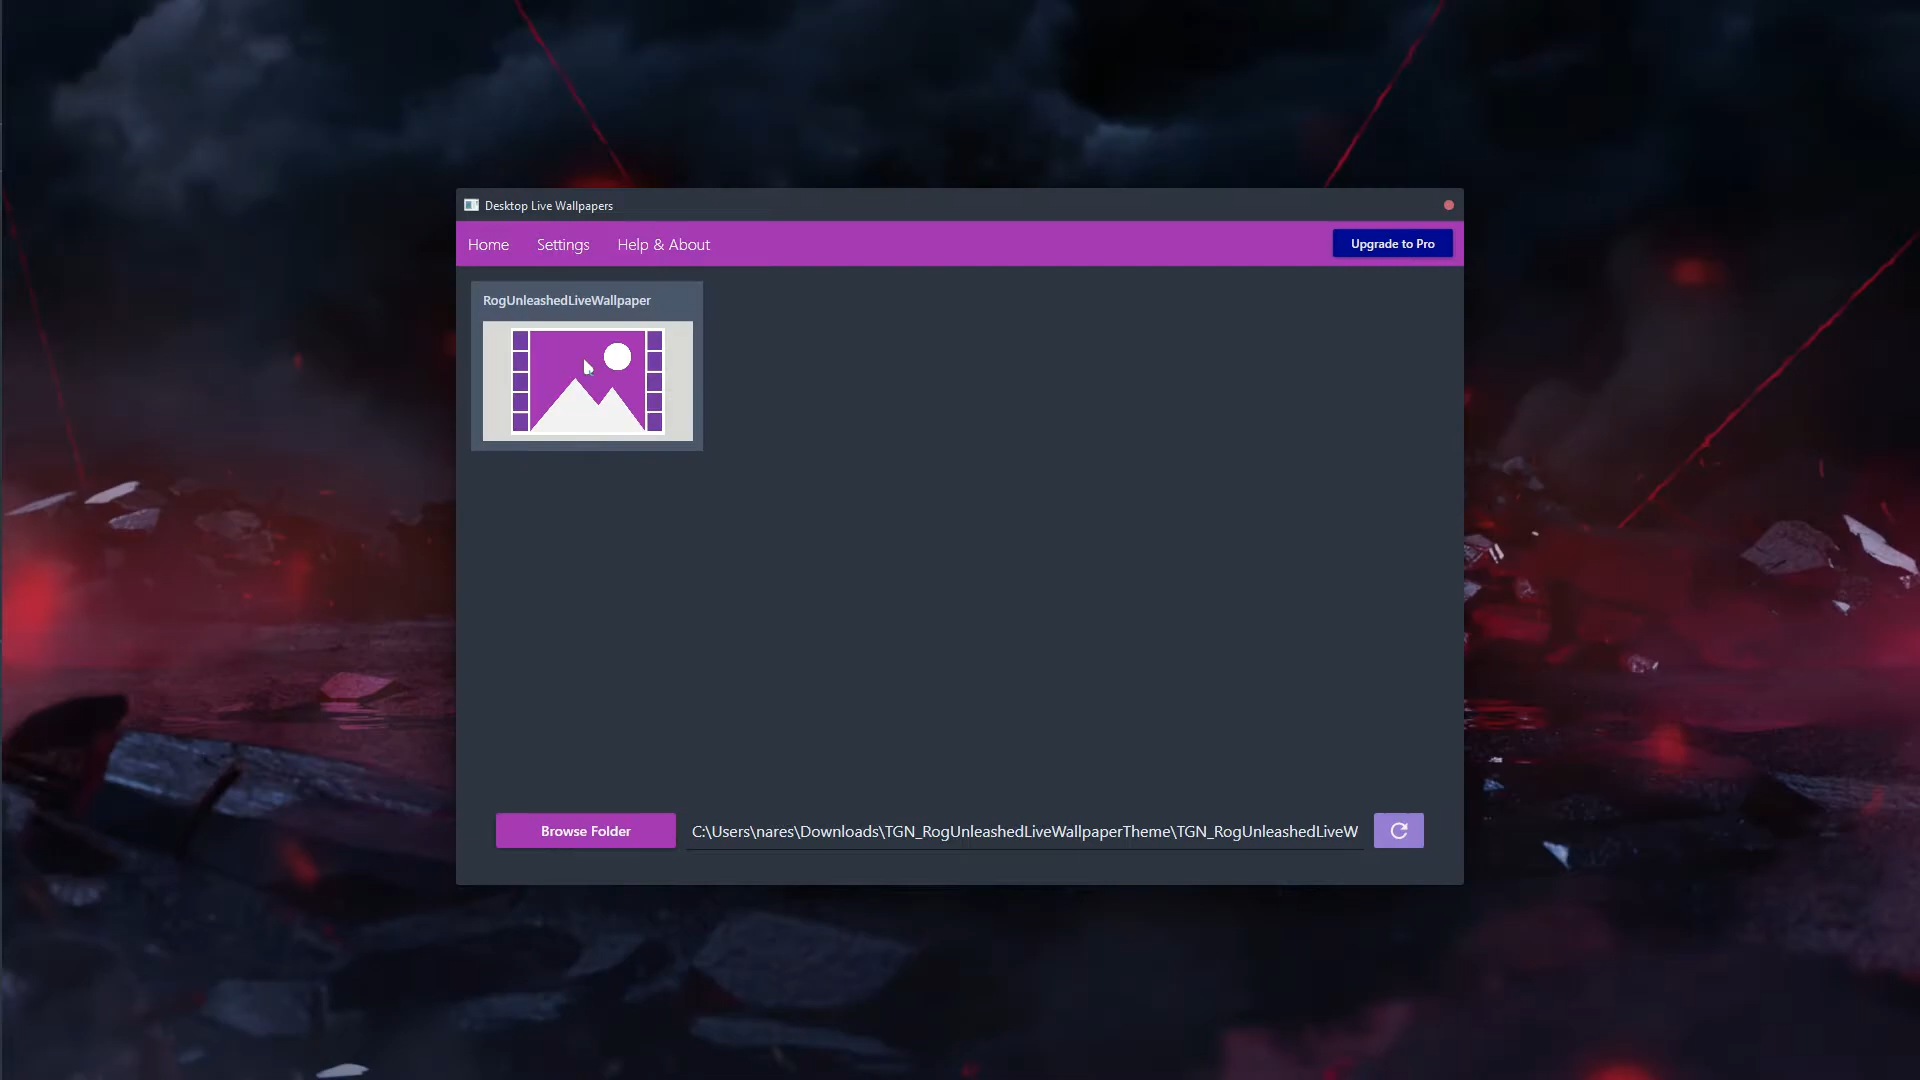 Desktop Live Wallpapers
Home Settings Help & About Upgrade to Pro
RogUnleashedLiveWallpaper
Browse Folder C:\Users\nares\Downloads\TGN_RogUnleashedLiveWallpaperTheme\TGN_RogUnleashedLiveW